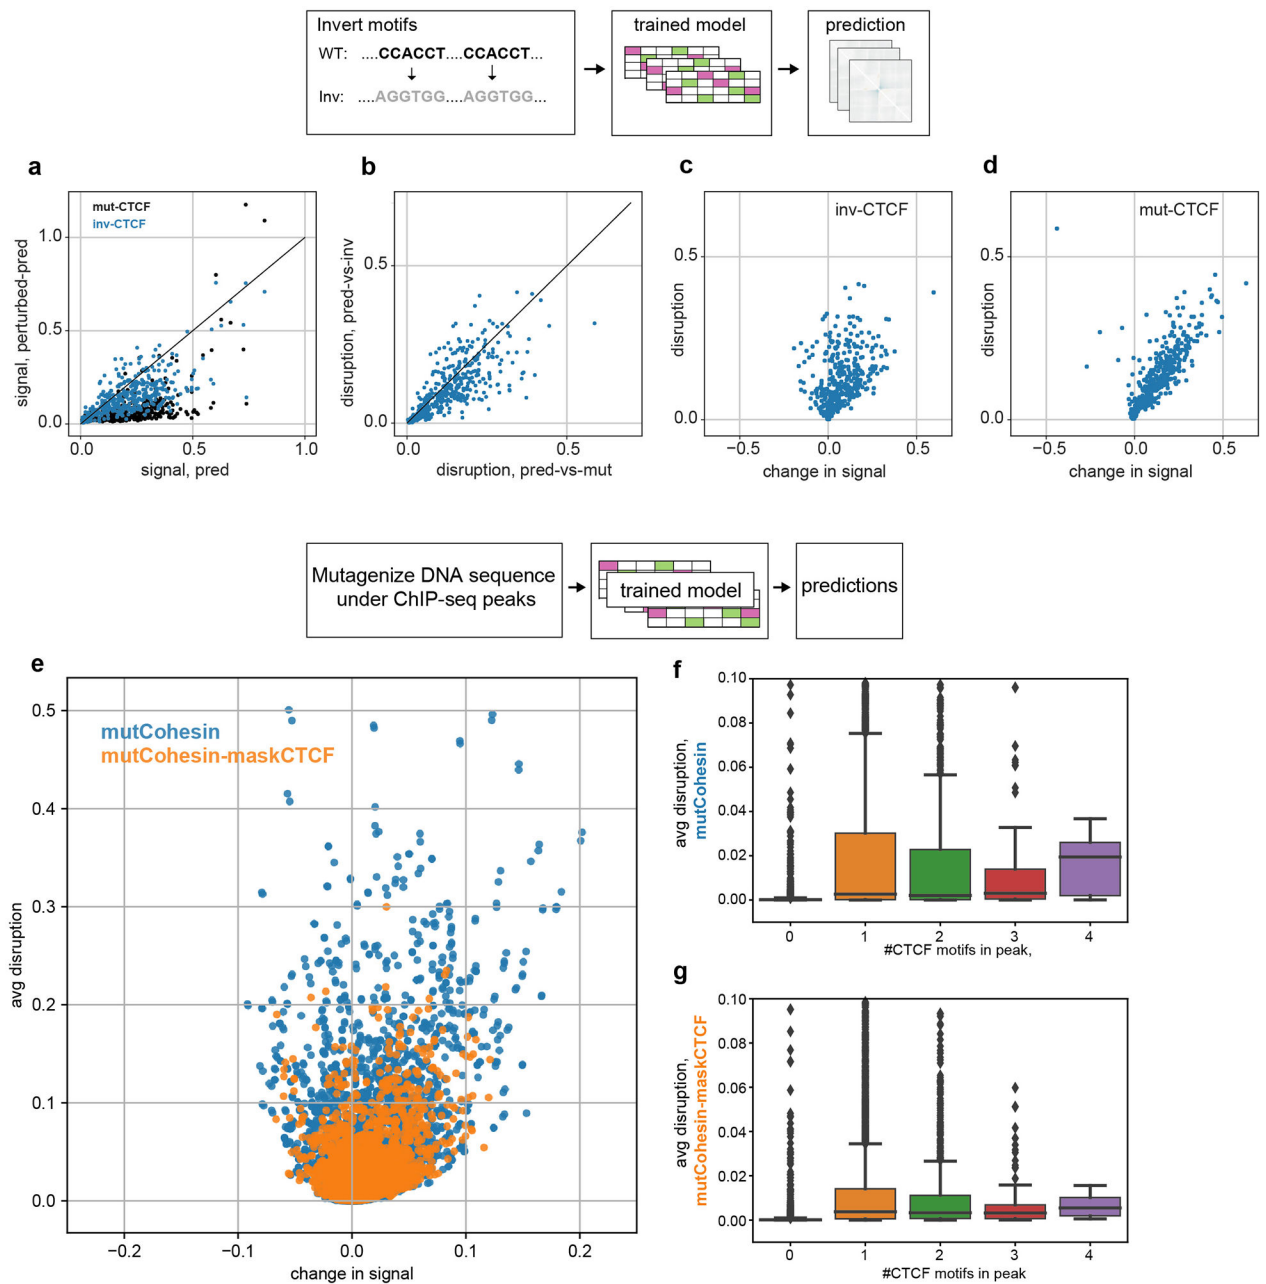 Invert motifs
WT: ....CCACCT....CCACCT...
Inv: ....AGGTGG....AGGTGG...
trained model
prediction
a
mut-CTCF
inv-CTCF
signal, perturbed-pred
1.0
0.5
0.0
0.0 0.5 1.0
signal, pred
b
disruption, pred-vs-inv
0.5
0.0
0.0 0.5
disruption, pred-vs-mut
c
inv-CTCF
disruption
0.5
0.0
−0.5 0.0 0.5
change in signal
d
mut-CTCF
disruption
0.5
0.0
−0.5 0.0 0.5
change in signal
Mutagenize DNA sequence
under ChIP-seq peaks
trained model
predictions
e
mutCohesin
mutCohesin-maskCTCF
avg disruption
0.5
0.4
0.3
0.2
0.1
0.0
−0.2 −0.1 0.0 0.1 0.2
change in signal
f
avg disruption,
mutCohesin
0.10
0.08
0.06
0.04
0.02
0.00
0 1 2 3 4
#CTCF motifs in peak,
g
avg disruption,
mutCohesin-maskCTCF
0.10
0.08
0.06
0.04
0.02
0.00
0 1 2 3 4
#CTCF motifs in peak